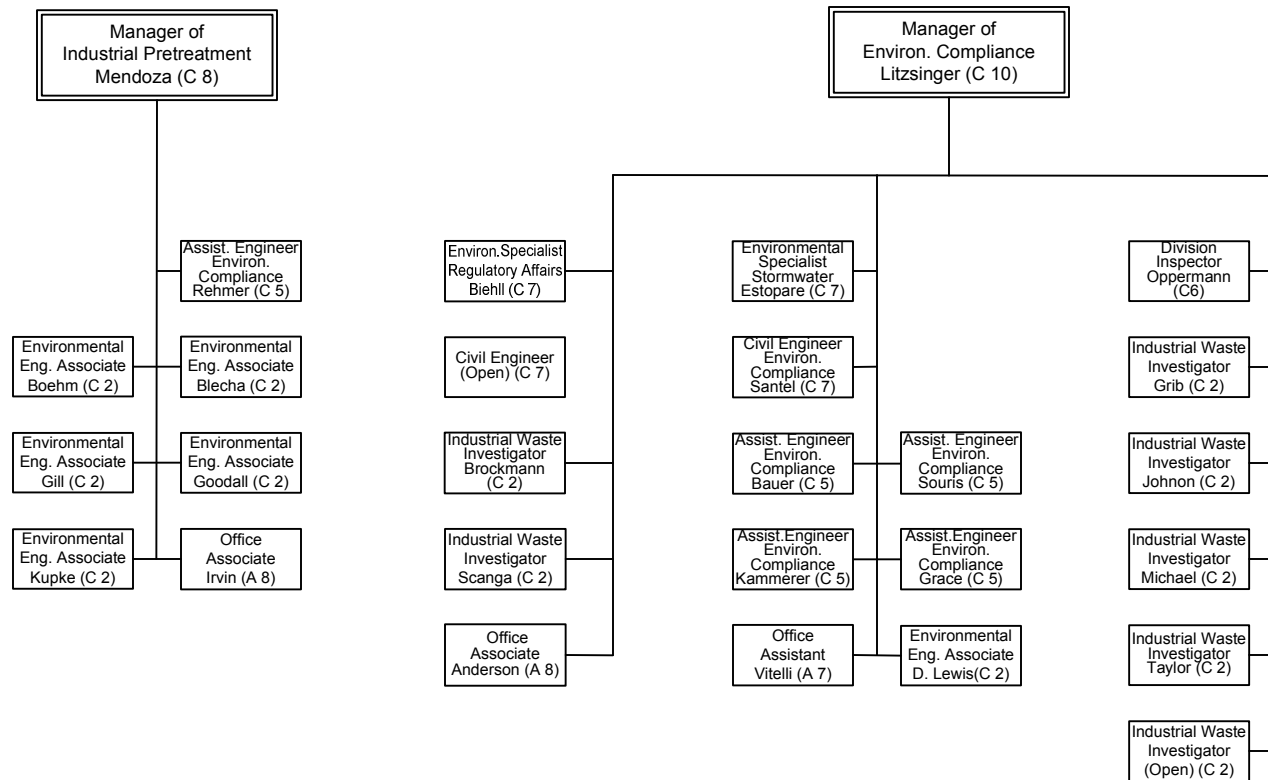 Manager of
Industrial Pretreatment
Mendoza (C 8)
Manager of
Environ. Compliance
Litzsinger (C 10)
Assist. Engineer
Environ.
Compliance
Rehmer (C 5)
Environmental
Eng. Associate
Boehm (C 2)
Environmental
Eng. Associate
Blecha (C 2)
Environmental
Eng. Associate
Gill (C 2)
Environmental
Eng. Associate
Goodall (C 2)
Environmental
Eng. Associate
Kupke (C 2)
Office
Associate
Irvin (A 8)
Environ.Specialist
Regulatory Affairs
Biehll (C 7)
Civil Engineer
(Open) (C 7)
Industrial Waste
Investigator
Brockmann
(C 2)
Industrial Waste
Investigator
Scanga (C 2)
Office
Associate
Anderson (A 8)
Environmental
Specialist
Stormwater
Estopare (C 7)
Civil Engineer
Environ.
Compliance
Santel (C 7)
Assist. Engineer
Environ.
Compliance
Bauer (C 5)
Assist. Engineer
Environ.
Compliance
Souris (C 5)
Assist.Engineer
Environ.
Compliance
Kammerer (C 5)
Assist.Engineer
Environ.
Compliance
Grace (C 5)
Office
Assistant
Vitelli (A 7)
Environmental
Eng. Associate
D. Lewis(C 2)
Division
Inspector
Oppermann
(C6)
Industrial Waste
Investigator
Grib (C 2)
Industrial Waste
Investigator
Johnon (C 2)
Industrial Waste
Investigator
Michael (C 2)
Industrial Waste
Investigator
Taylor (C 2)
Industrial Waste
Investigator
(Open) (C 2)